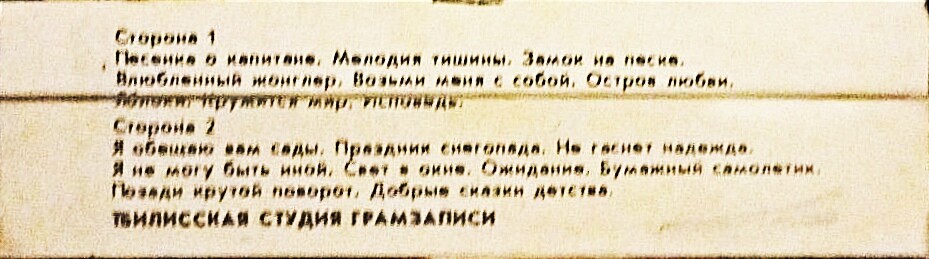 Сторона 1
Песенка о капитане. Мелодия тишины. Замок на песке.
Влюбленный жонглер. Возьми меня с собой. Остров любви.
Яблоки. Кружится мир. Исповедь.
Сторона 2
Я обещаю вам сады. Праздник снегопада. Не гаснет надежда.
Я не могу быть иной. Свет в окне. Ожидание. Бумажный самолетик.
Позади крутой поворот. Добрые сказки детства.
ТБИЛИССКАЯ СТУДИЯ ГРАМЗАПИСИ